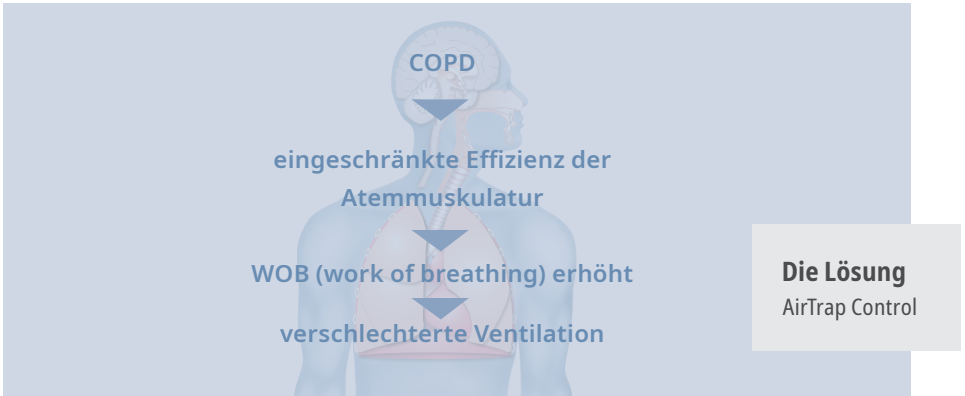 COPD
eingeschränkte Effizienz der
Atemmuskulatur
WOB (work of breathing) erhöht
verschlechterte Ventilation
Die Lösung
AirTrap Control